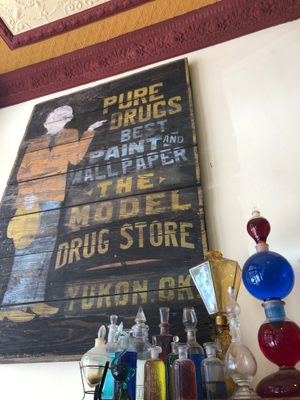 PURE
DRUGS
BEST
PAINT AND
WALLPAPER
THE
MODEL
DRUG STORE
YUKON, OK